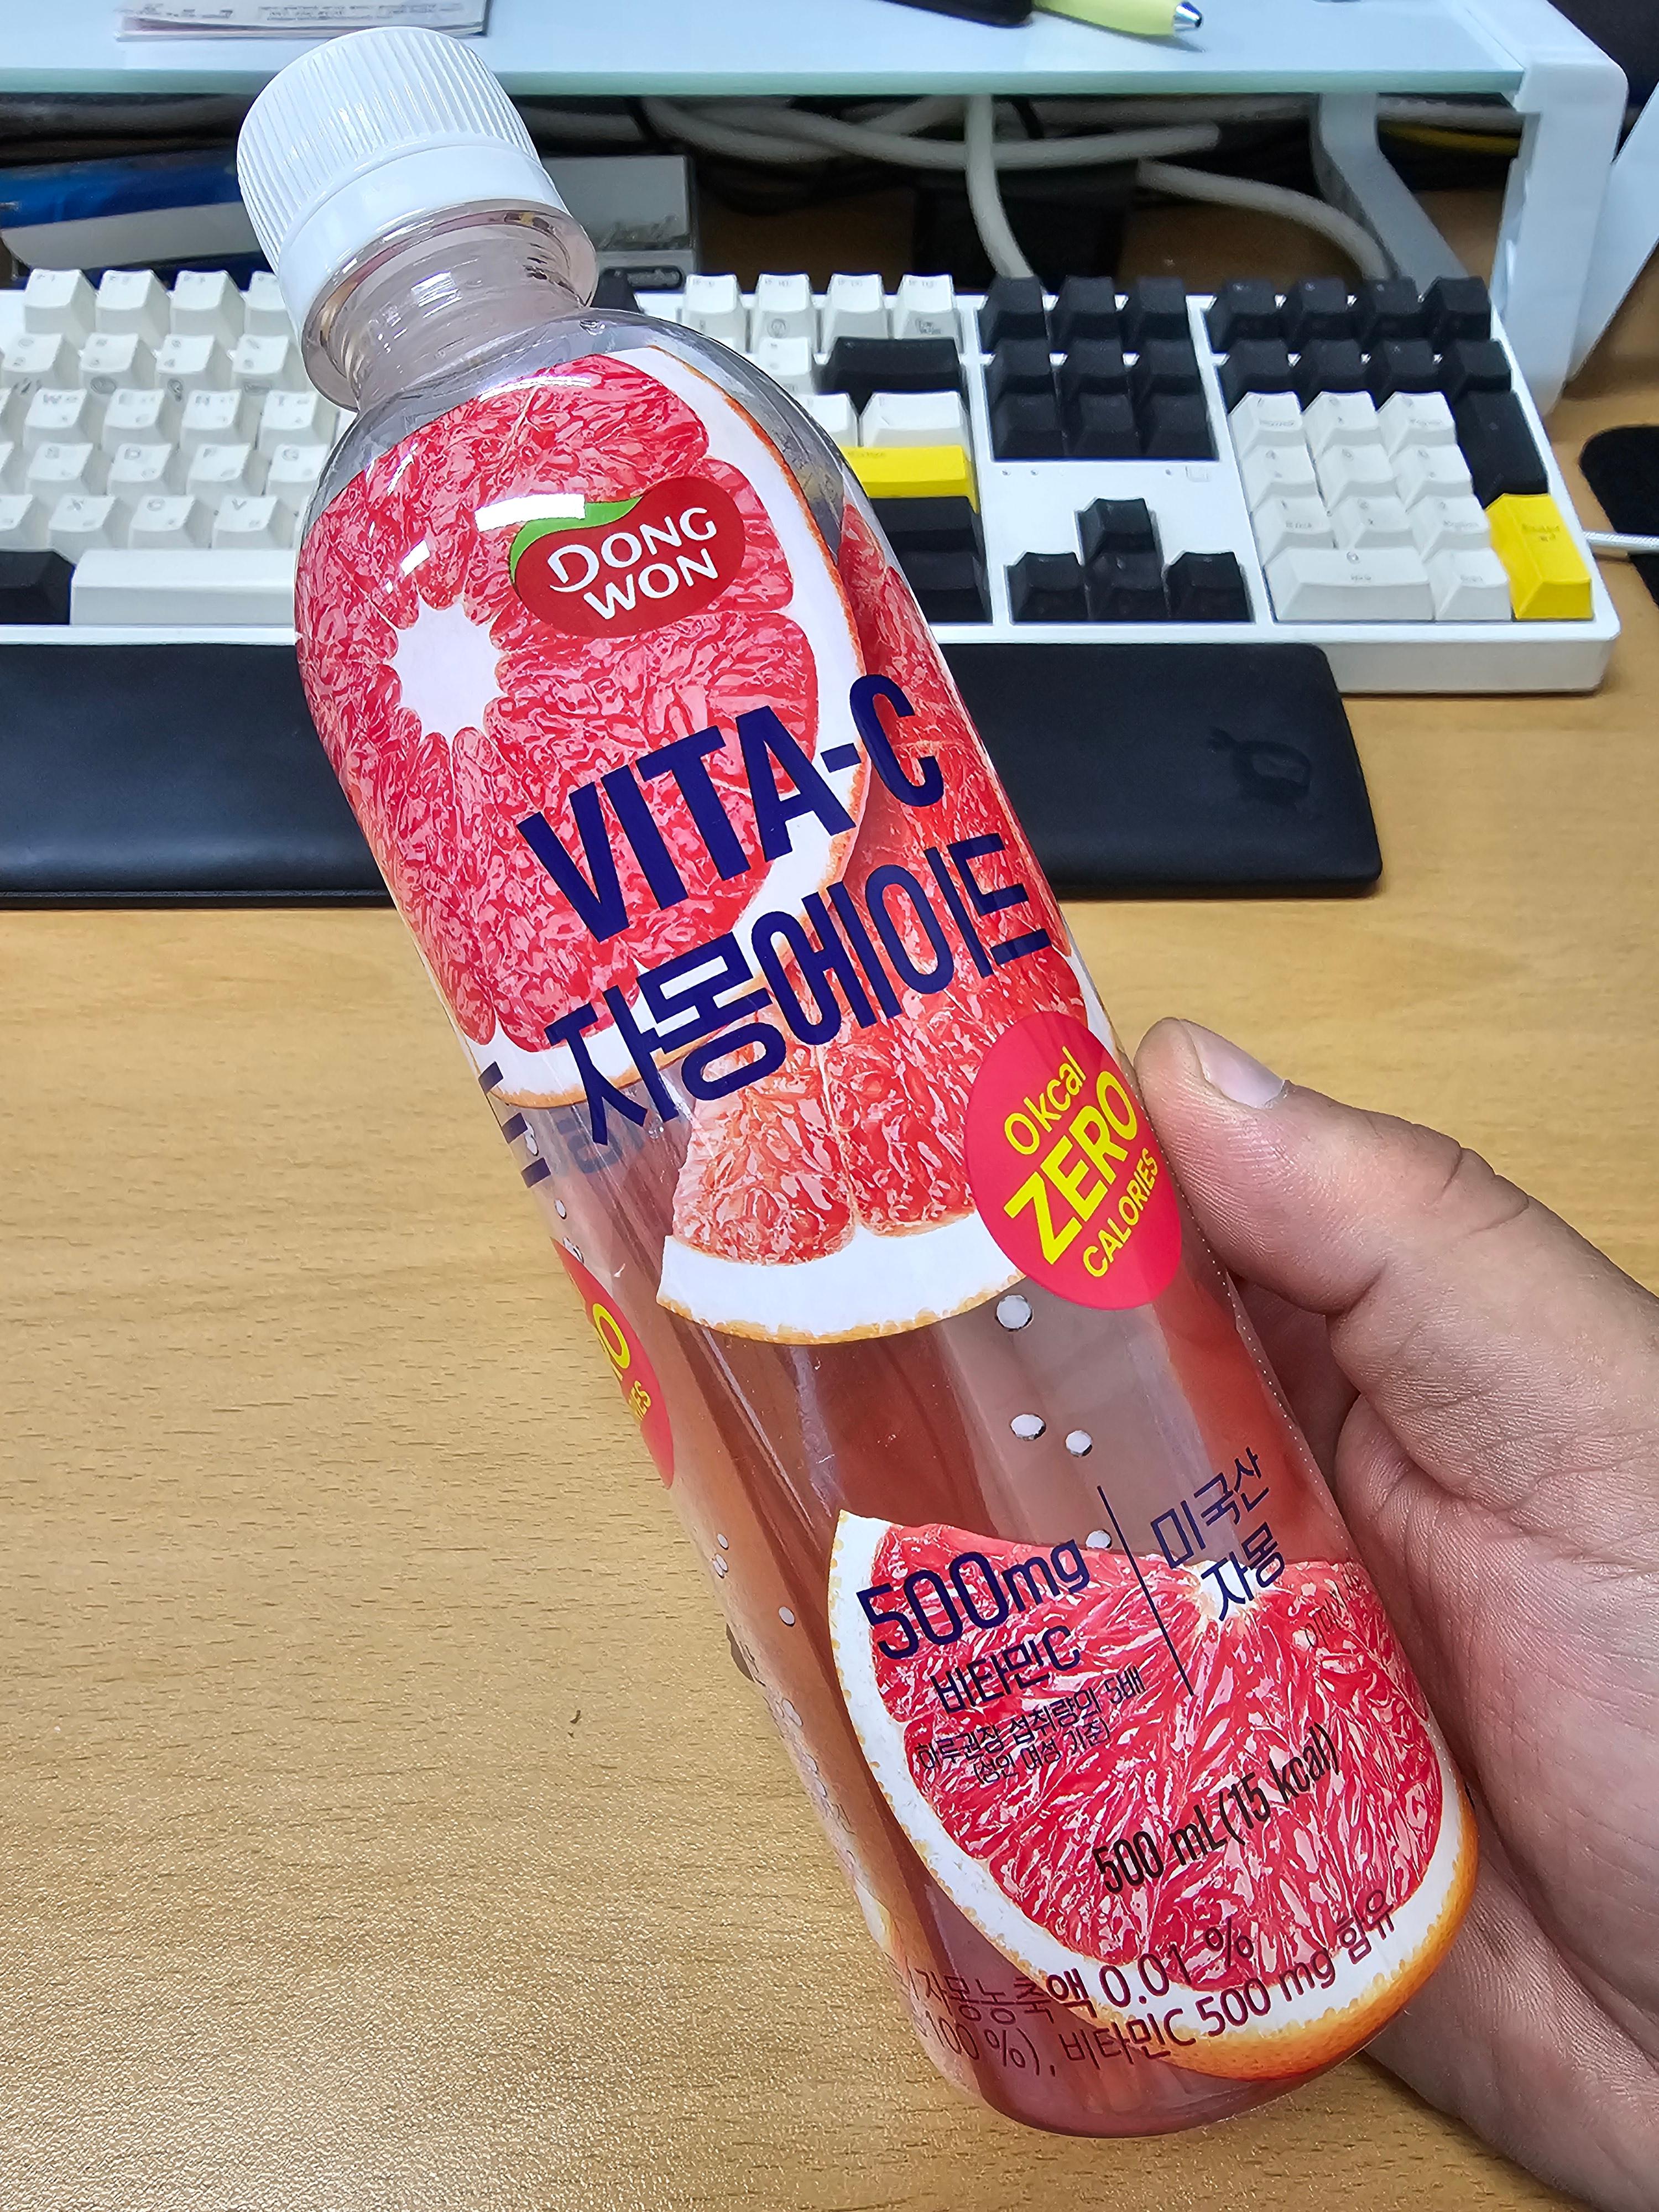 DONG
WON
VITA-C
자몽에이드
0 kcal
ZERO
CALORIES
500mg
비타민C
하루권장 섭취량의 5배
(성인 여성 기준)
미국산
자몽
500 mL(15 kcal)
자몽농축액 0.01 %
100 %), 비타민C 500 mg 함유